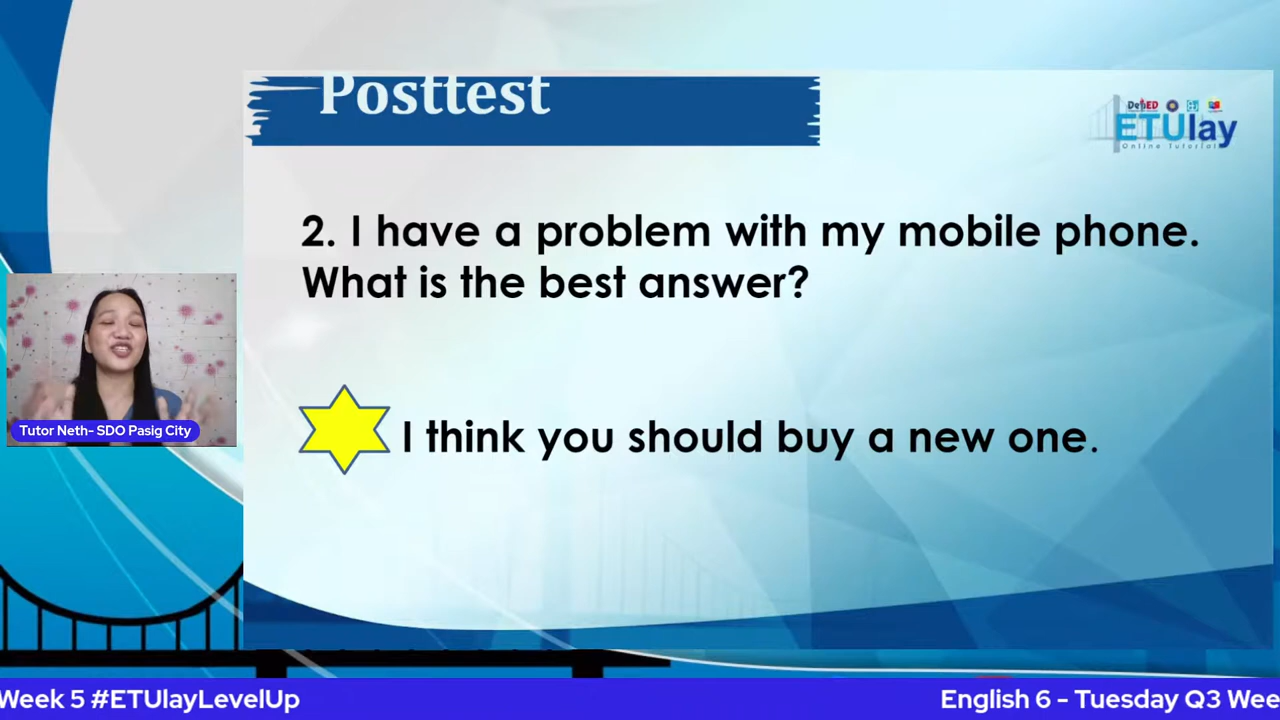 Posttest
DepED
ETUlay
Online Tutorial
2. I have a problem with my mobile phone.
What is the best answer?
I think you should buy a new one.
Tutor Neth- SDO Pasig City
Week 5 #ETUlayLevelUp
English 6 - Tuesday Q3 Wee